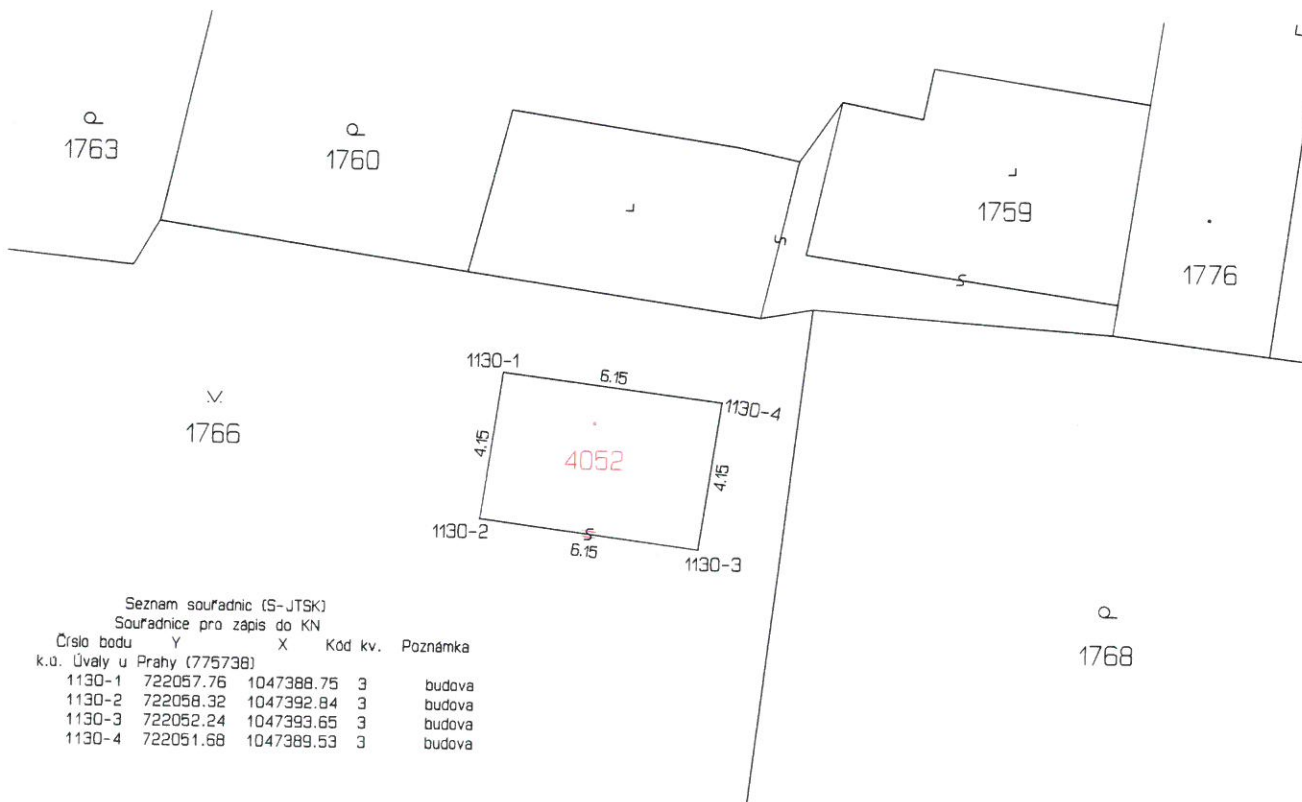 1763
1760
1759
1776
1130-1
6.15
1130-4
1766
4.15
4052
4.15
1130-2
6.15
1130-3
1768
Seznam souřadnic (S-JTSK)
Souřadnice pro zápis do KN
Číslo bodu Y X Kód kv. Poznámka
k.ú. Úvaly u Prahy (775738)
1130-1 722057.76 1047388.75 3 budova
1130-2 722058.32 1047392.84 3 budova
1130-3 722052.24 1047393.65 3 budova
1130-4 722051.68 1047389.53 3 budova